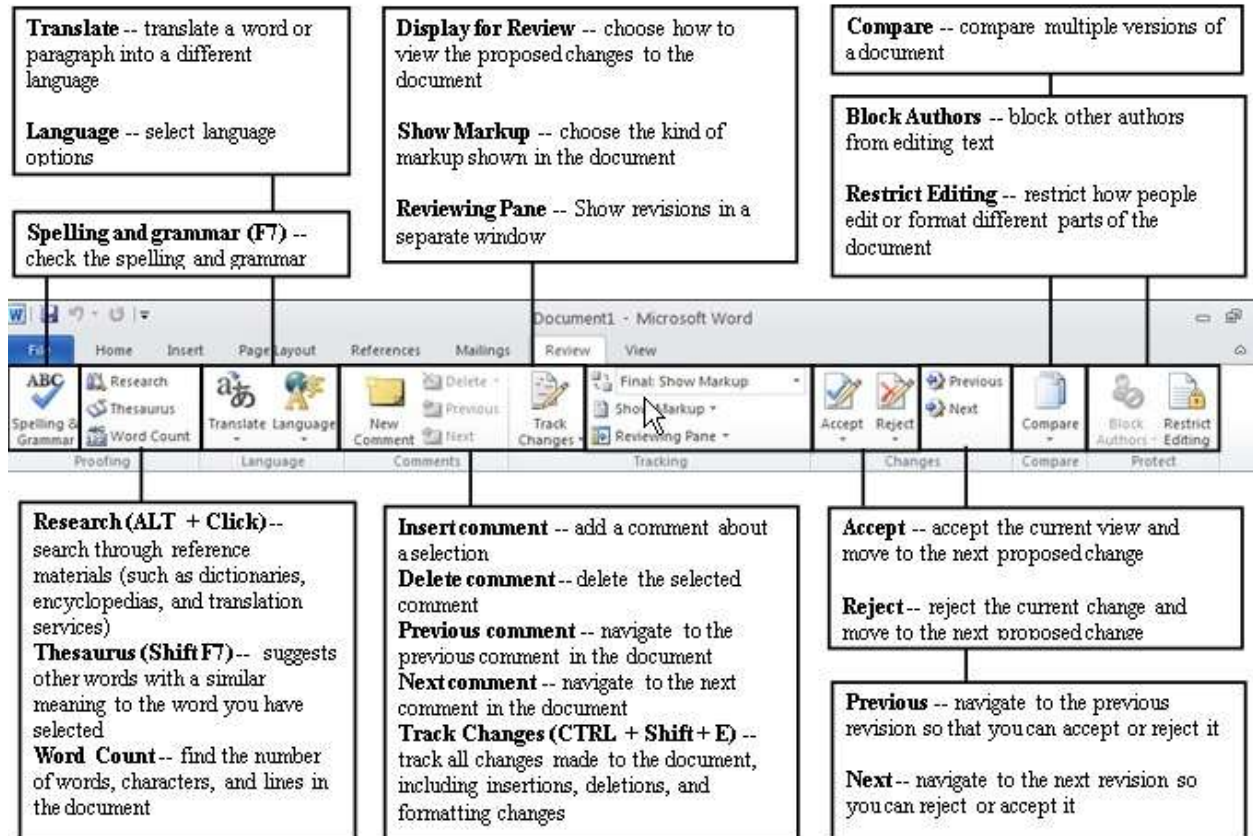 Translate -- translate a word or
paragraph into a different
language
Language -- select language
options
Spelling and grammar (F7) --
check the spelling and grammar
Display for Review -- choose how to
view the proposed changes to the
document
Show Markup -- choose the kind of
markup shown in the document
Reviewing Pane -- Show revisions in a
separate window
Compare -- compare multiple versions of
a document
Block Authors -- block other authors
from editing text
Restrict Editing -- restrict how people
edit or format different parts of the
document
Document1 - Microsoft Word
File Home Insert Page Layout References Mailings Review View
ABC
Spelling &
Grammar
Research
Thesaurus
Word Count
Proofing
Translate
Language
Language
New
Comment
Delete
Previous
Next
Comments
Track
Changes
Final: Show Markup
Show Markup
Reviewing Pane
Tracking
Accept
Reject
Previous
Next
Changes
Compare
Compare
Block
Authors
Restrict
Editing
Protect
Research (ALT + Click) --
search through reference
materials (such as dictionaries,
encyclopedias, and translation
services)
Thesaurus (Shift F7) -- suggests
other words with a similar
meaning to the word you have
selected
Word Count -- find the number
of words, characters, and lines in
the document
Insert comment -- add a comment about
a selection
Delete comment -- delete the selected
comment
Previous comment -- navigate to the
previous comment in the document
Next comment -- navigate to the next
comment in the document
Track Changes (CTRL + Shift + E) --
track all changes made to the document,
including insertions, deletions, and
formatting changes
Accept -- accept the current view and
move to the next proposed change
Reject -- reject the current change and
move to the next proposed change
Previous -- navigate to the previous
revision so that you can accept or reject it
Next -- navigate to the next revision so
you can reject or accept it